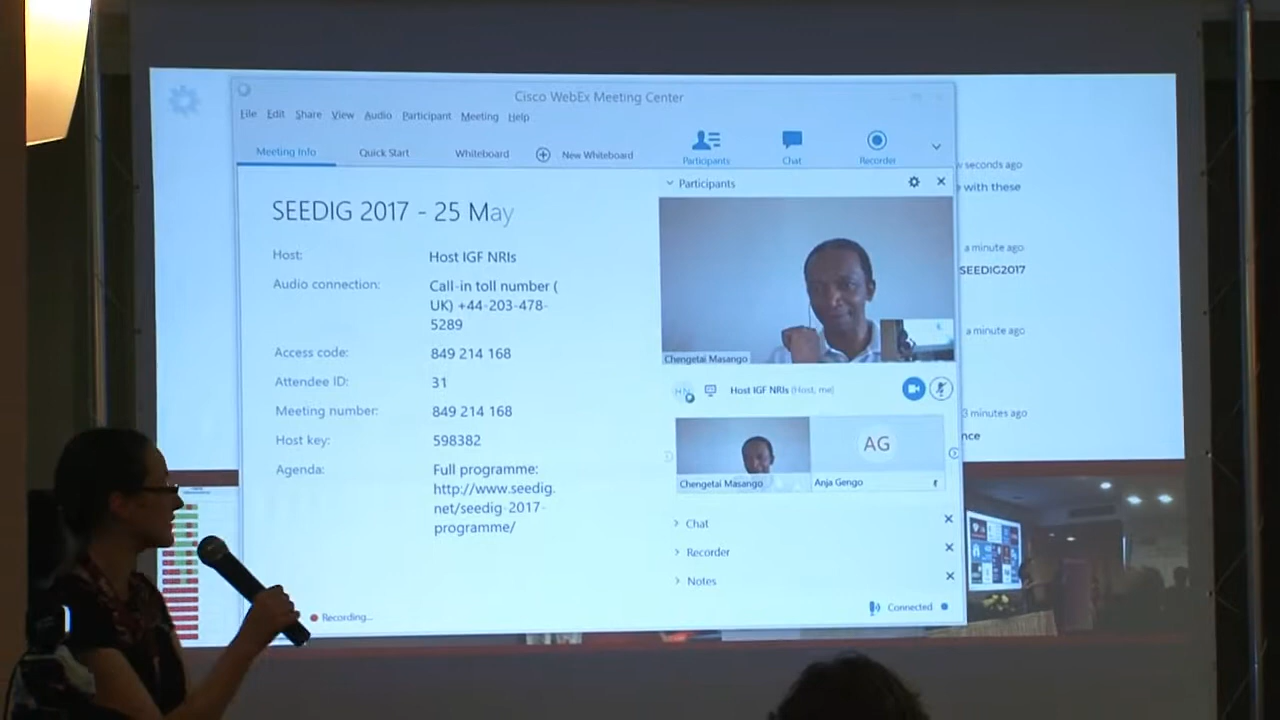 Cisco WebEx Meeting Center
File Edit Share View Audio Participant Meeting Help
Meeting Info Quick Start Whiteboard New Whiteboard
Participants Chat Recorder
Participants
SEEDIG 2017 - 25 May
Host: Host IGF NRIs
Audio connection: Call-in toll number (
UK) +44-203-478-
5289
Access code: 849 214 168
Attendee ID: 31
Meeting number: 849 214 168
Host key: 598382
Agenda: Full programme:
http://www.seedig.
net/seedig-2017-
programme/
Recording...
Chengetai Masango
HN
Host IGF NRIs (Host, me)
AG
Chengetai Masango
Anja Gengo
Chat
Recorder
Notes
Connected
seconds ago
with these
a minute ago
SEEDIG2017
a minute ago
3 minutes ago